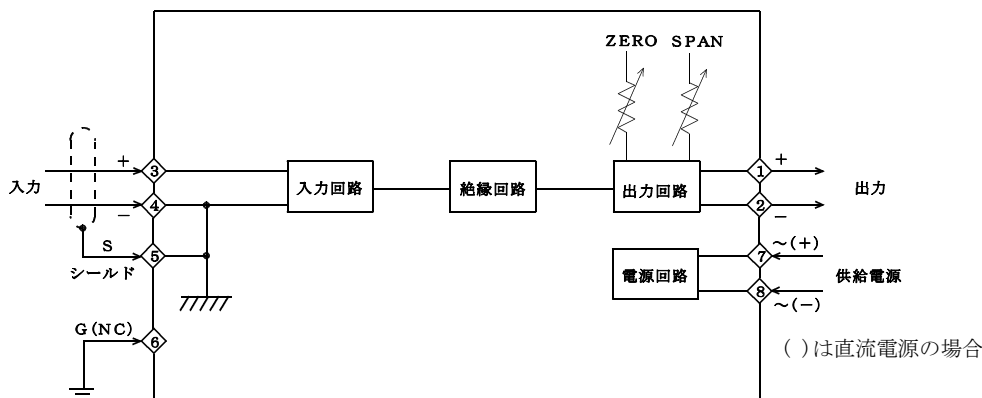 ZERO SPAN
+
③
入力
④
−
S
⑤
シールド
入力回路
絶縁回路
出力回路
①
+
②
−
出力
~(+)
⑦
電源回路
供給電源
⑧
~(−)
G(NC)
⑥
( )は直流電源の場合